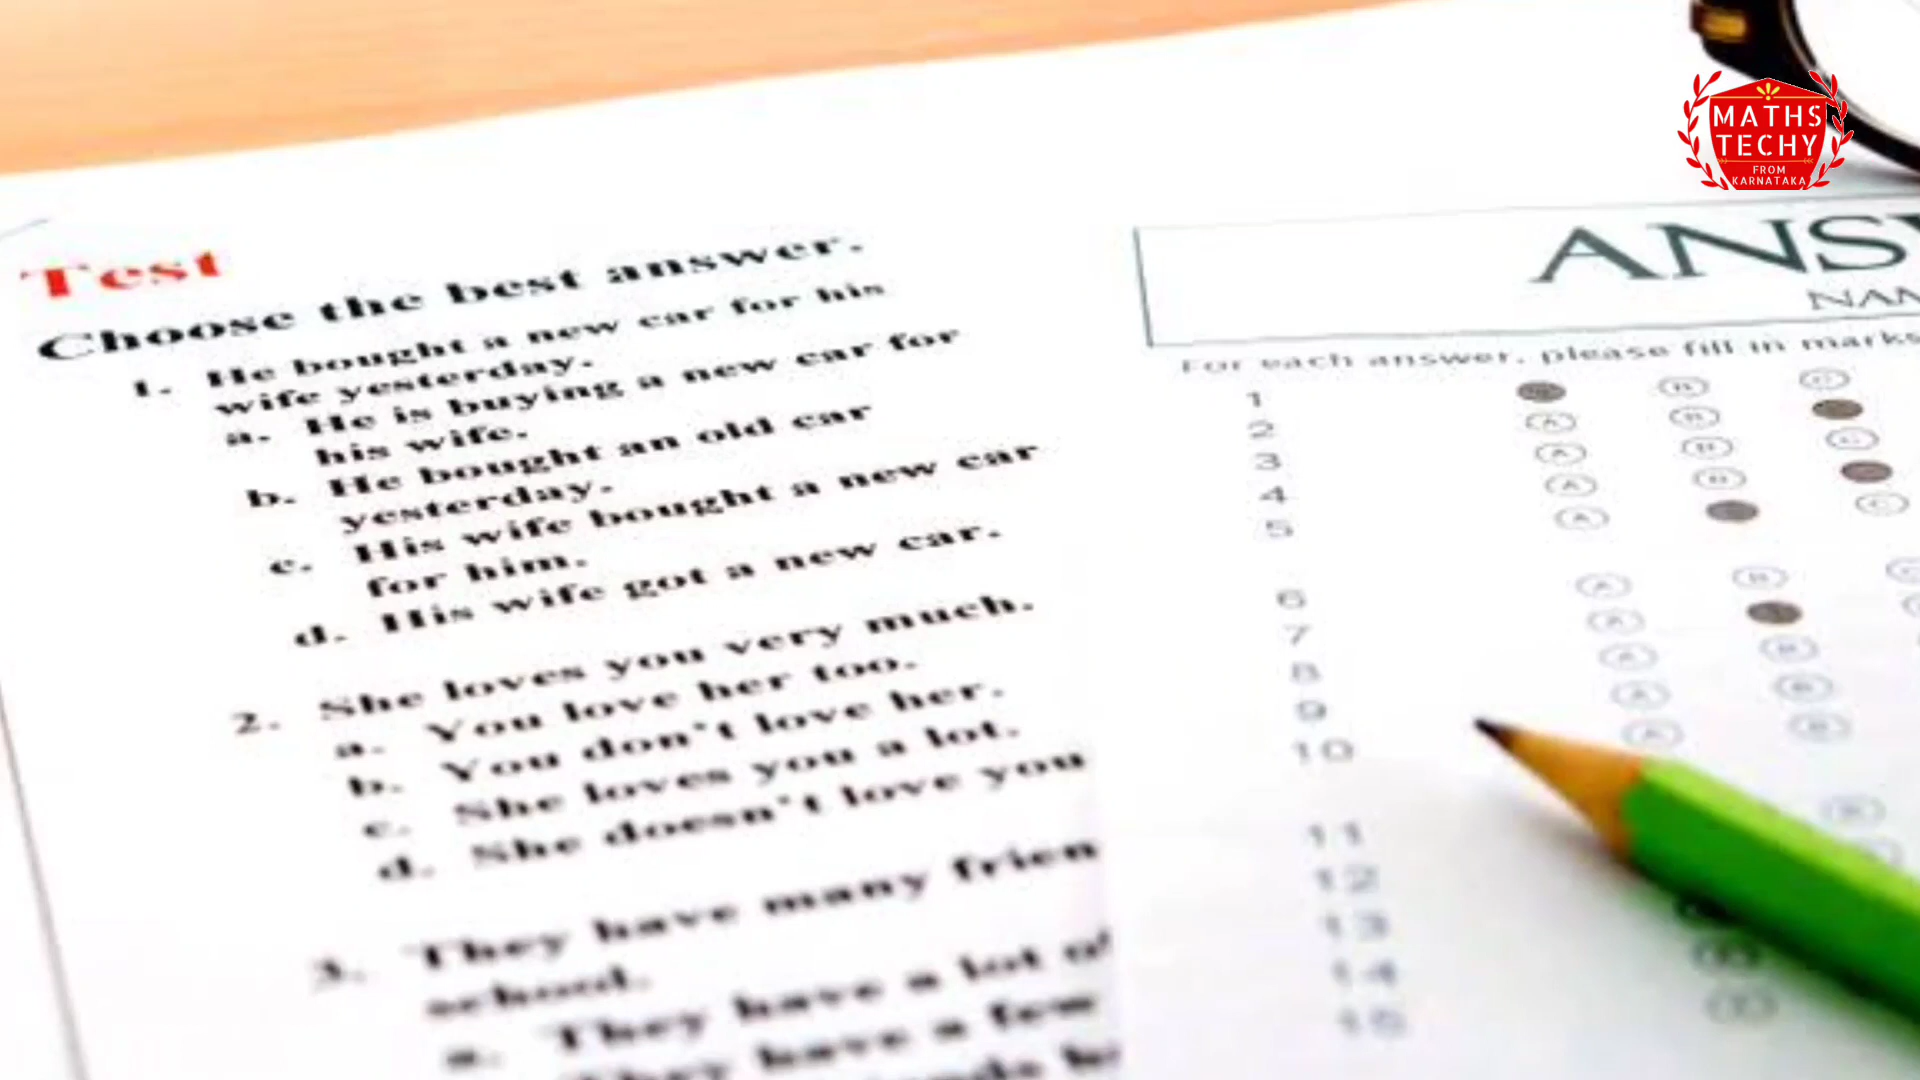 MATHS
TECHY
FROM
KARNATAKA
Test
Choose the best answer.
1. He bought a new car for his
wife yesterday.
a. He is buying a new car for
his wife.
b. He bought an old car
yesterday.
c. His wife bought a new car
for him.
d. His wife got a new car.
2. She loves you very much.
a. You love her too.
b. You don't love her.
c. She loves you a lot.
d. She doesn't love you
3. They have many frien
school.
a. They have a lot of
They have a few
ANS
NAM
For each answer, please fill in marks
1 B C
2 A B
3 A B C
4 A B
5 A C
6 A B C
7 A
8 A B
9 A B
10 A B
11
12
13
14
15